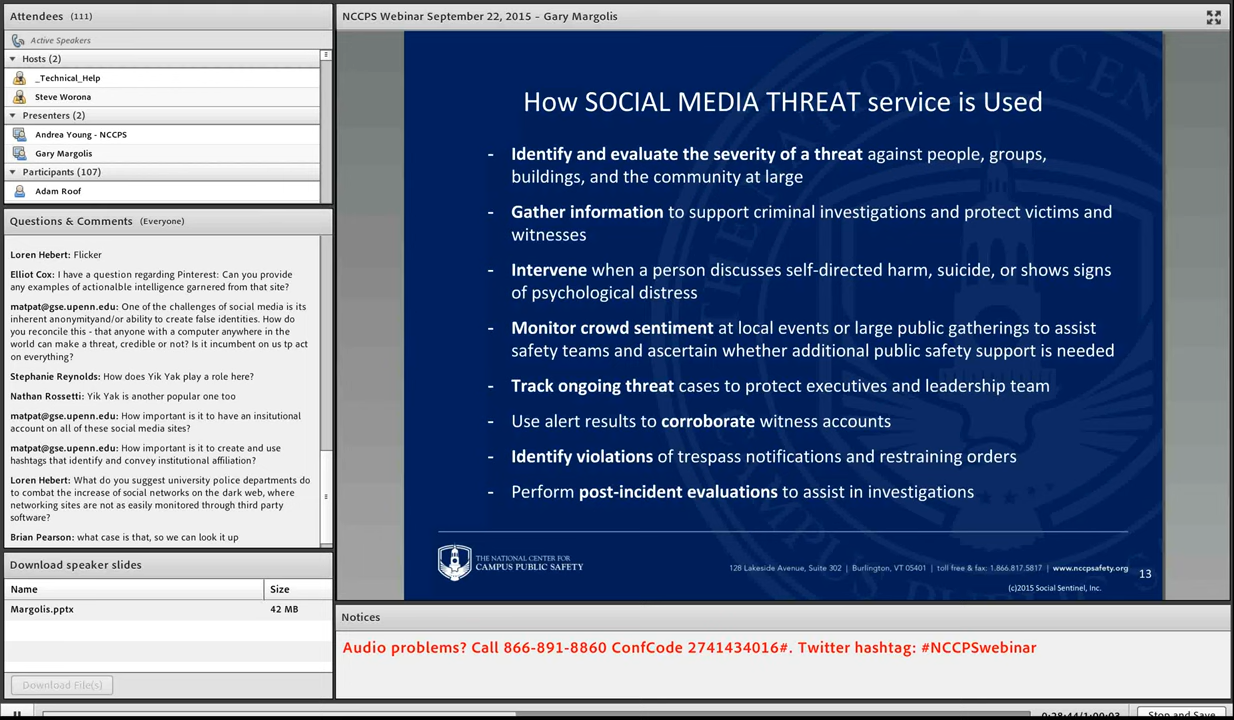 Attendees (111)
Active Speakers
Hosts (2)
_Technical_Help
Steve Worona
Presenters (2)
Andrea Young - NCCPS
Gary Margolis
Participants (107)
Adam Roof
Questions & Comments (Everyone)
Loren Hebert: Flicker
Elliot Cox: I have a question regarding Pinterest: Can you provide
any examples of actionalble intelligence garnered from that site?
matpat@gse.upenn.edu: One of the challenges of social media is its
inherent anonymityand/or ability to create false identities. How do
you reconcile this - that anyone with a computer anywhere in the
world can make a threat, credible or not? Is it incumbent on us tp act
on everything?
Stephanie Reynolds: How does Yik Yak play a role here?
Nathan Rossetti: Yik Yak is another popular one too
matpat@gse.upenn.edu: How important is it to have an insitutional
account on all of these social media sites?
matpat@gse.upenn.edu: How important is it to create and use
hashtags that identify and convey institutional affiliation?
Loren Hebert: What do you suggest university police departments do
to combat the increase of social networks on the dark web, where
networking sites are not as easily monitored through third party
software?
Brian Pearson: what case is that, so we can look it up
Download speaker slides
Name Size
Margolis.pptx 42 MB
Download File(s)
NCCPS Webinar September 22, 2015 - Gary Margolis
How SOCIAL MEDIA THREAT service is Used
- Identify and evaluate the severity of a threat against people, groups,
buildings, and the community at large
- Gather information to support criminal investigations and protect victims and
witnesses
- Intervene when a person discusses self-directed harm, suicide, or shows signs
of psychological distress
- Monitor crowd sentiment at local events or large public gatherings to assist
safety teams and ascertain whether additional public safety support is needed
- Track ongoing threat cases to protect executives and leadership team
- Use alert results to corroborate witness accounts
- Identify violations of trespass notifications and restraining orders
- Perform post-incident evaluations to assist in investigations
THE NATIONAL CENTER FOR
CAMPUS PUBLIC SAFETY
128 Lakeside Avenue, Suite 302 | Burlington, VT 05401 | toll free & fax: 1.866.817.5817 | www.nccpsafety.org
13
(c)2015 Social Sentinel, Inc.
Notices
Audio problems? Call 866-891-8860 ConfCode 2741434016#. Twitter hashtag: #NCCPSwebinar
0:28:44/1:00:03
Stop and Save